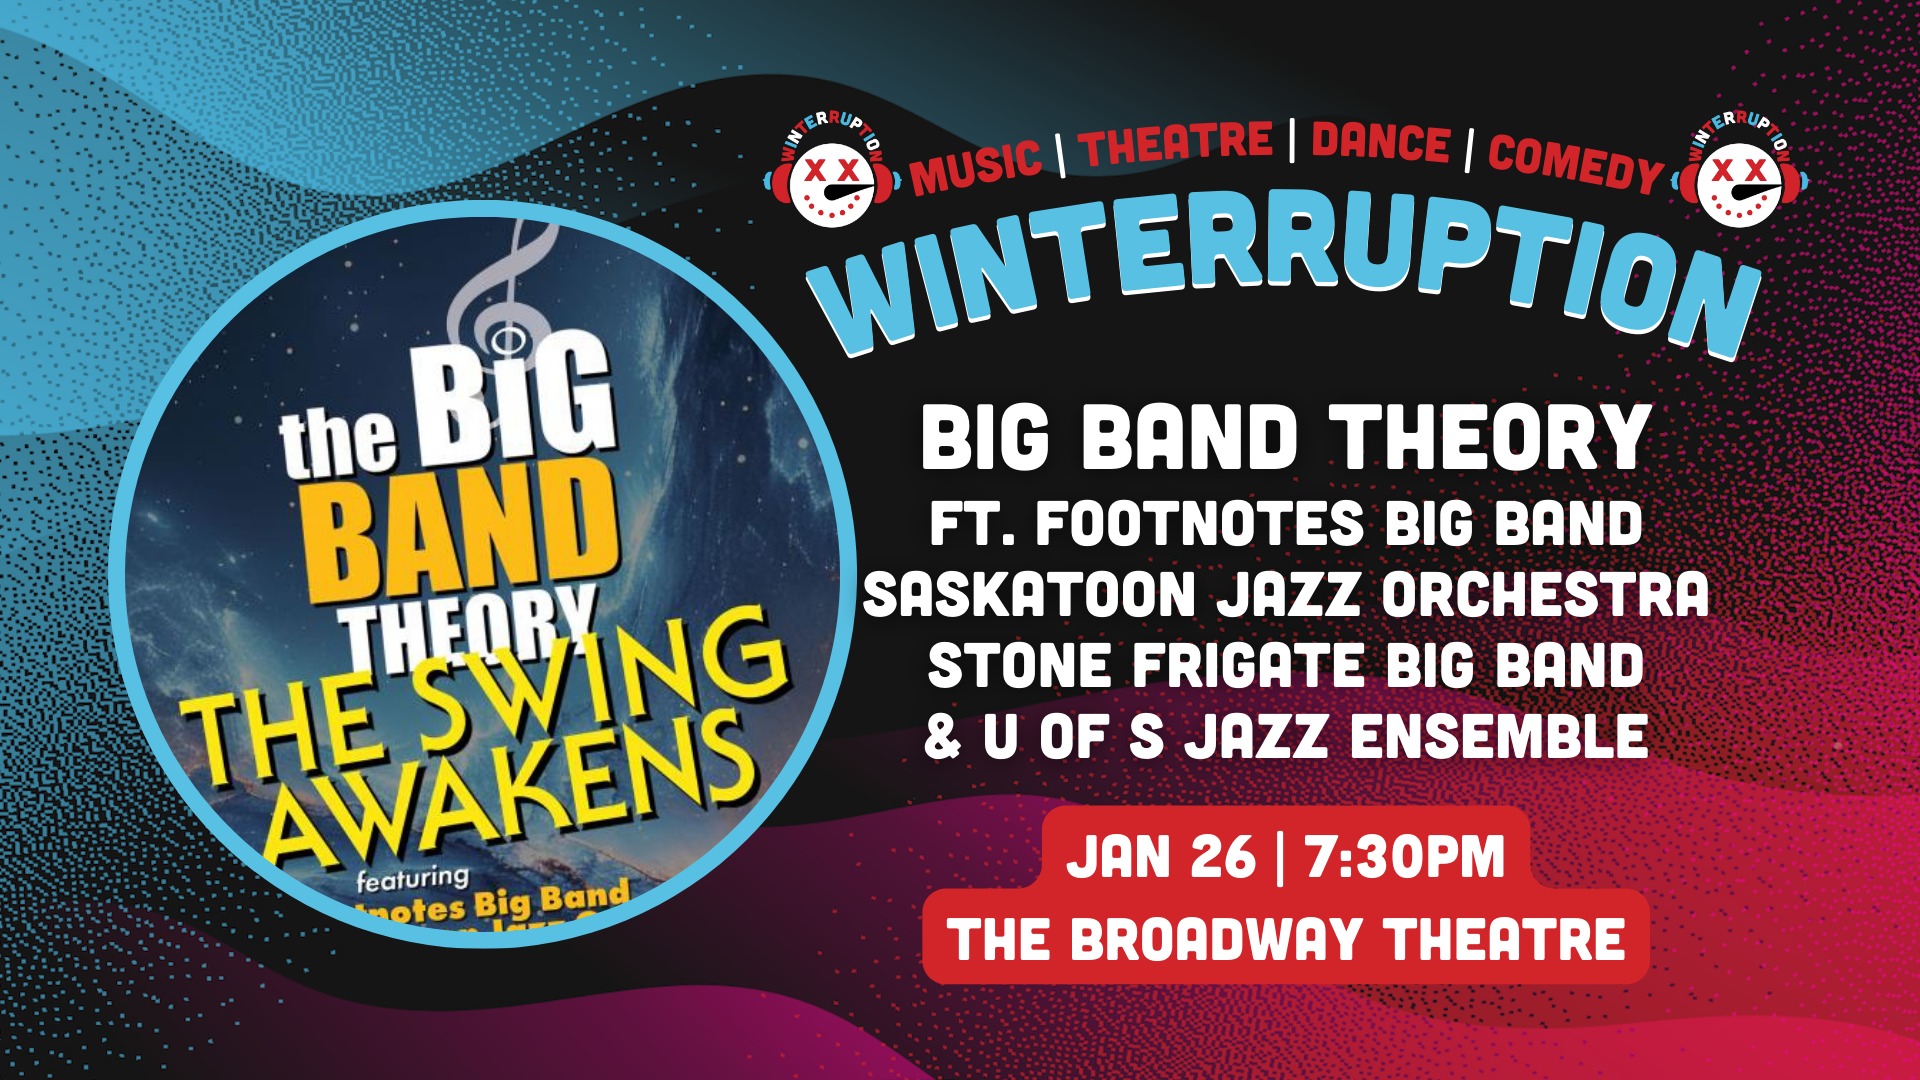 WINTERRUPTION
MUSIC | THEATRE | DANCE | COMEDY
WINTERRUPTION
WINTERRUPTION
the BiG
BAND
THEORY
THE SWING
AWAKENS
featuring
notes Big Band
BIG BAND THEORY
FT. FOOTNOTES BIG BAND
SASKATOON JAZZ ORCHESTRA
STONE FRIGATE BIG BAND
& U OF S JAZZ ENSEMBLE
JAN 26 | 7:30PM
THE BROADWAY THEATRE